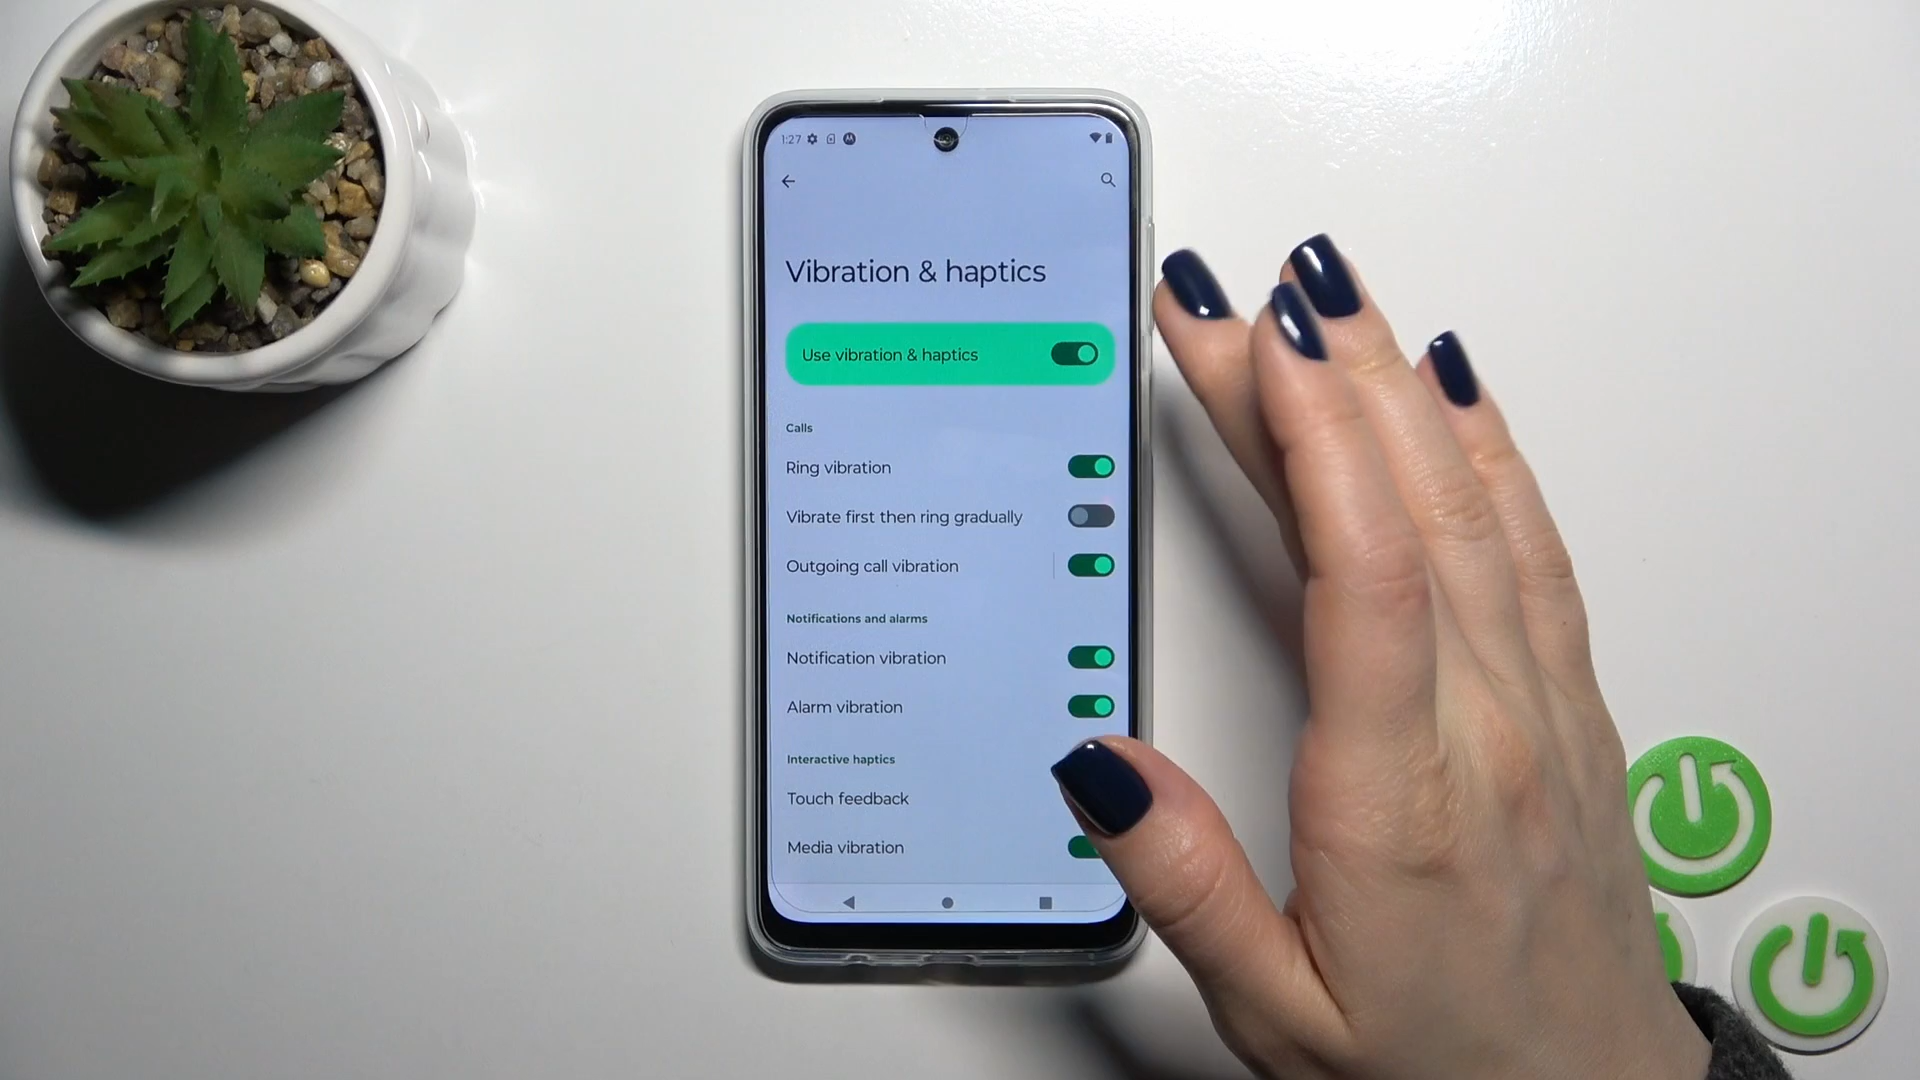 1:27
Vibration & haptics
Use vibration & haptics
Calls
Ring vibration
Vibrate first then ring gradually
Outgoing call vibration
Notifications and alarms
Notification vibration
Alarm vibration
Interactive haptics
Touch feedback
Media vibration